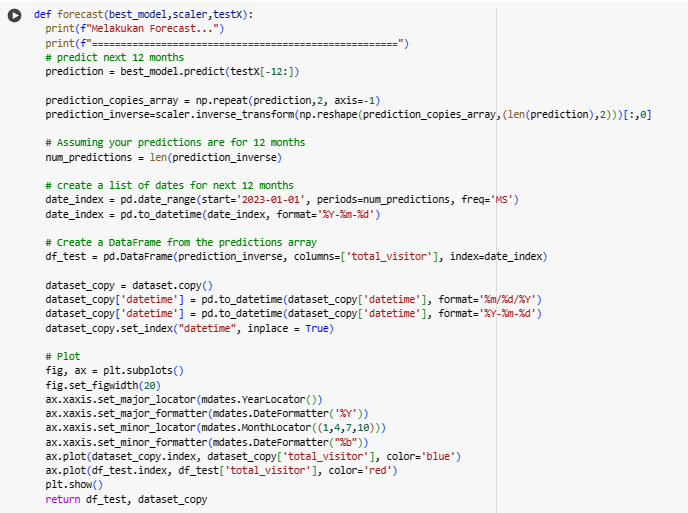 def forecast(best_model,scaler,testX):
print(f"Melakukan Forecast...")
print(f"=====================================================")
# predict next 12 months
prediction = best_model.predict(testX[-12:])
prediction_copies_array = np.repeat(prediction,2, axis=-1)
prediction_inverse=scaler.inverse_transform(np.reshape(prediction_copies_array,(len(prediction),2)))[:,0]
# Assuming your predictions are for 12 months
num_predictions = len(prediction_inverse)
# create a list of dates for next 12 months
date_index = pd.date_range(start='2023-01-01', periods=num_predictions, freq='MS')
date_index = pd.to_datetime(date_index, format='%Y-%m-%d')
# Create a DataFrame from the predictions array
df_test = pd.DataFrame(prediction_inverse, columns=['total_visitor'], index=date_index)
dataset_copy = dataset.copy()
dataset_copy['datetime'] = pd.to_datetime(dataset_copy['datetime'], format='%m/%d/%Y')
dataset_copy['datetime'] = pd.to_datetime(dataset_copy['datetime'], format='%Y-%m-%d')
dataset_copy.set_index("datetime", inplace = True)
# Plot
fig, ax = plt.subplots()
fig.set_figwidth(20)
ax.xaxis.set_major_locator(mdates.YearLocator())
ax.xaxis.set_major_formatter(mdates.DateFormatter('%Y'))
ax.xaxis.set_minor_locator(mdates.MonthLocator((1,4,7,10)))
ax.xaxis.set_minor_formatter(mdates.DateFormatter("%b"))
ax.plot(dataset_copy.index, dataset_copy['total_visitor'], color='blue')
ax.plot(df_test.index, df_test['total_visitor'], color='red')
plt.show()
return df_test, dataset_copy